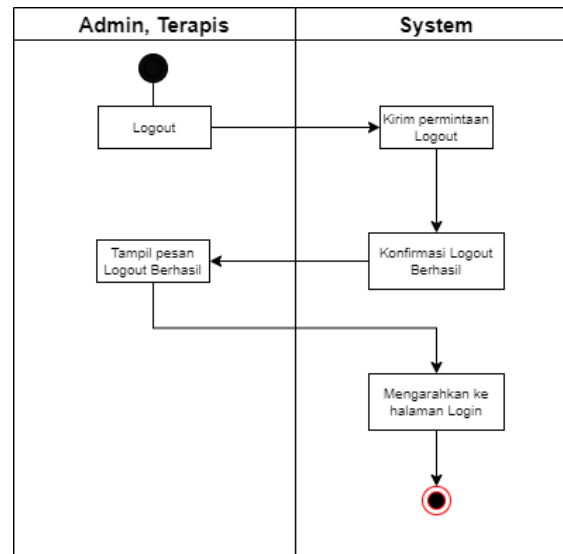 Admin, Terapis
System
Logout
Kirim permintaan
Logout
Konfirmasi Logout
Berhasil
Tampil pesan
Logout Berhasil
Mengarahkan ke
halaman Login